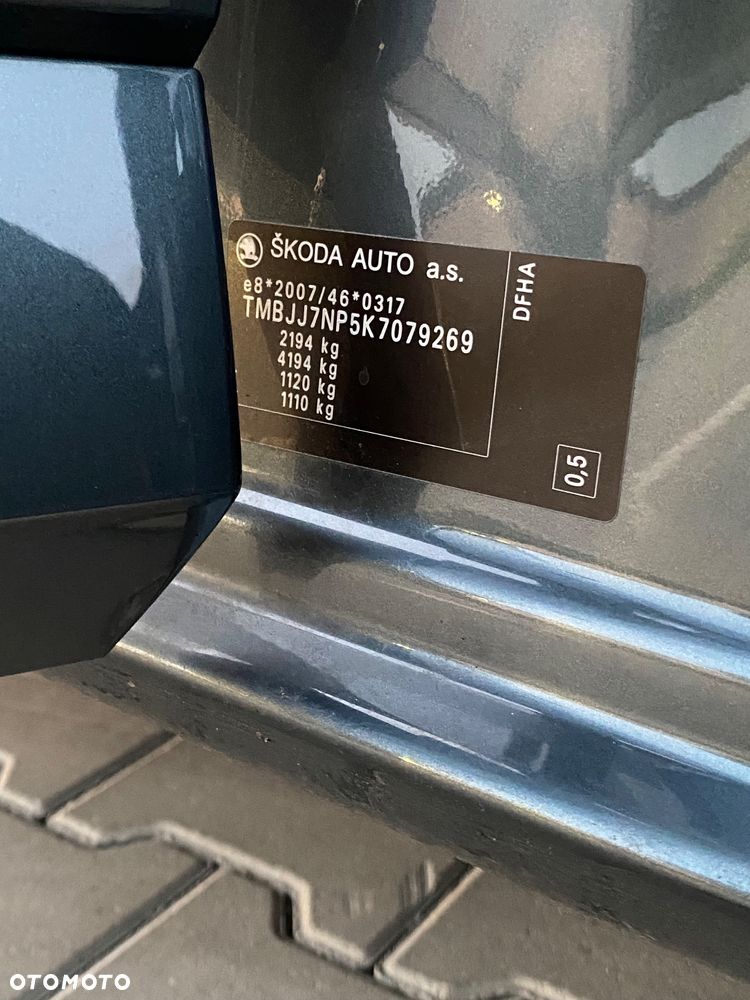 ŠKODA AUTO a.s.
e8*2007/46*0317
TMBJJ7NP5K7079269
2194 kg
4194 kg
1120 kg
1110 kg
DFHA
0,5
OTOMOTO